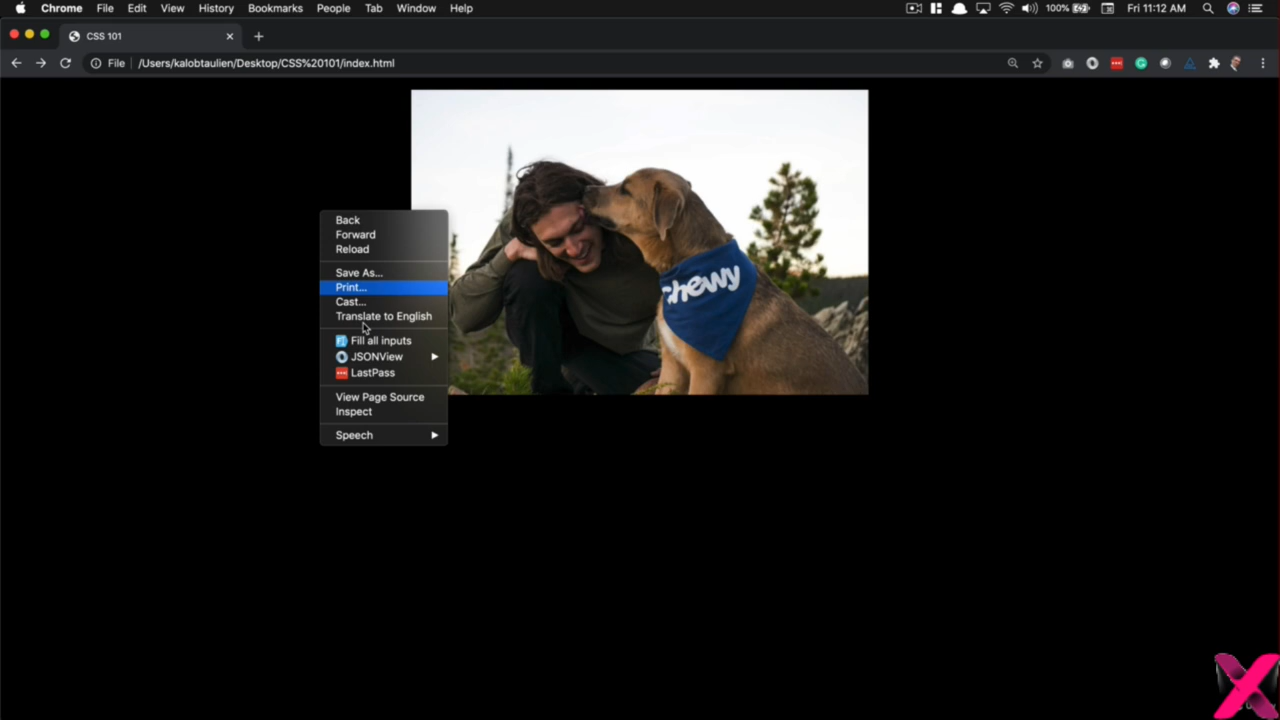 Chrome File Edit View History Bookmarks People Tab Window Help 100% Fri 11:12 AM
CSS 101
File /Users/kalobtaulien/Desktop/CSS%20101/index.html
chewy
Back
Forward
Reload
Save As...
Print...
Cast...
Translate to English
Fill all inputs
JSONView
LastPass
View Page Source
Inspect
Speech
X